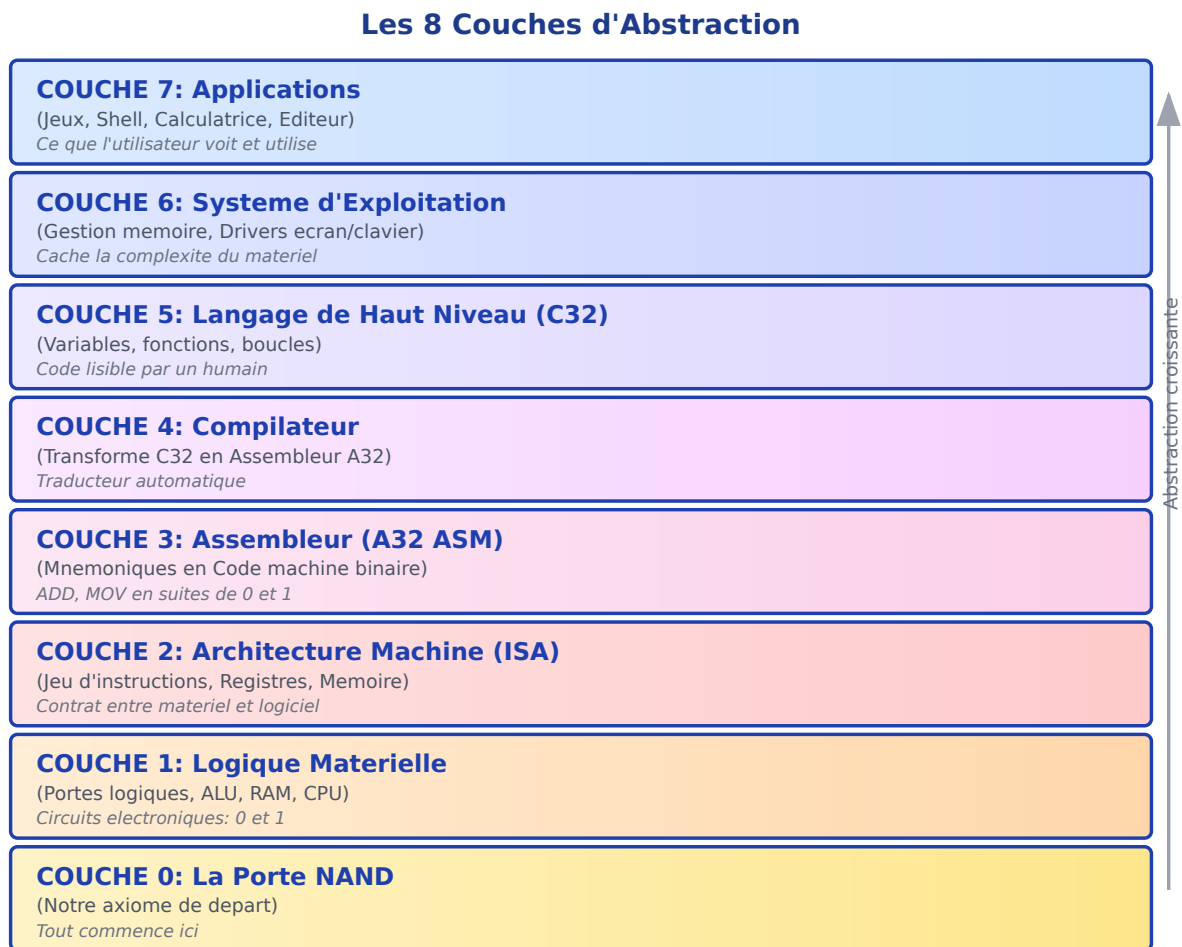 Les 8 Couches d'Abstraction
COUCHE 7: Applications
(Jeux, Shell, Calculatrice, Editeur)
Ce que l'utilisateur voit et utilise
COUCHE 6: Systeme d'Exploitation
(Gestion memoire, Drivers ecran/clavier)
Cache la complexite du materiel
COUCHE 5: Langage de Haut Niveau (C32)
(Variables, fonctions, boucles)
Code lisible par un humain
COUCHE 4: Compilateur
(Transforme C32 en Assembleur A32)
Traducteur automatique
COUCHE 3: Assembleur (A32 ASM)
(Mnemoniques en Code machine binaire)
ADD, MOV en suites de 0 et 1
COUCHE 2: Architecture Machine (ISA)
(Jeu d'instructions, Registres, Memoire)
Contrat entre materiel et logiciel
COUCHE 1: Logique Materielle
(Portes logiques, ALU, RAM, CPU)
Circuits electroniques: 0 et 1
COUCHE 0: La Porte NAND
(Notre axiome de depart)
Tout commence ici
Abstraction croissante